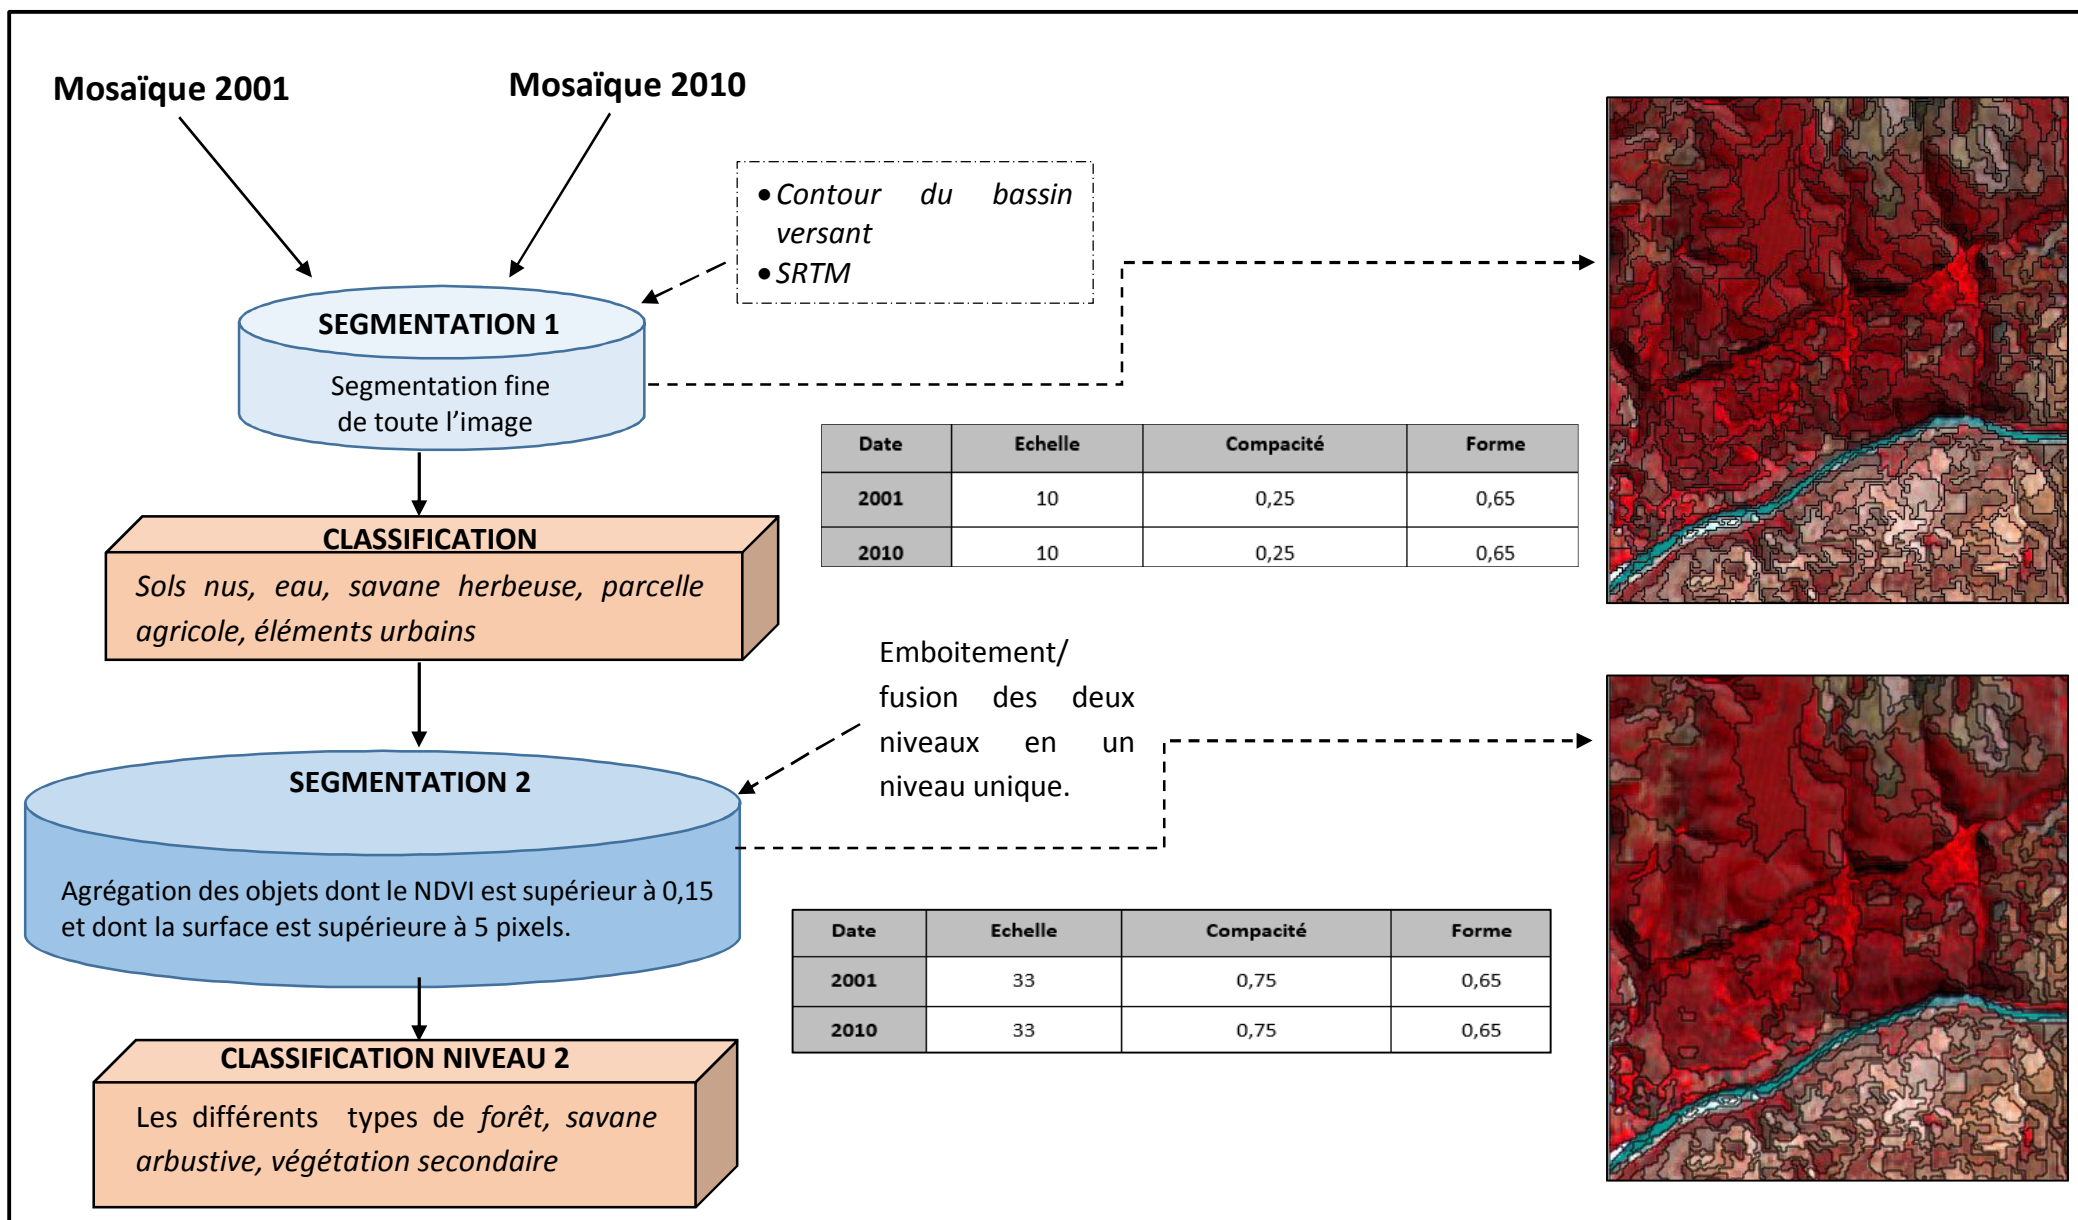 Mosaïque 2001
Mosaïque 2010
• Contour du bassin
versant
• SRTM
SEGMENTATION 1
Segmentation fine
de toute l’image
Date Echelle Compacité Forme
2001 10 0,25 0,65
2010 10 0,25 0,65
CLASSIFICATION
Sols nus, eau, savane herbeuse, parcelle
agricole, éléments urbains
Emboitement/
fusion des deux
niveaux en un
niveau unique.
SEGMENTATION 2
Agrégation des objets dont le NDVI est supérieur à 0,15
et dont la surface est supérieure à 5 pixels.
Date Echelle Compacité Forme
2001 33 0,75 0,65
2010 33 0,75 0,65
CLASSIFICATION NIVEAU 2
Les différents types de forêt, savane
arbustive, végétation secondaire